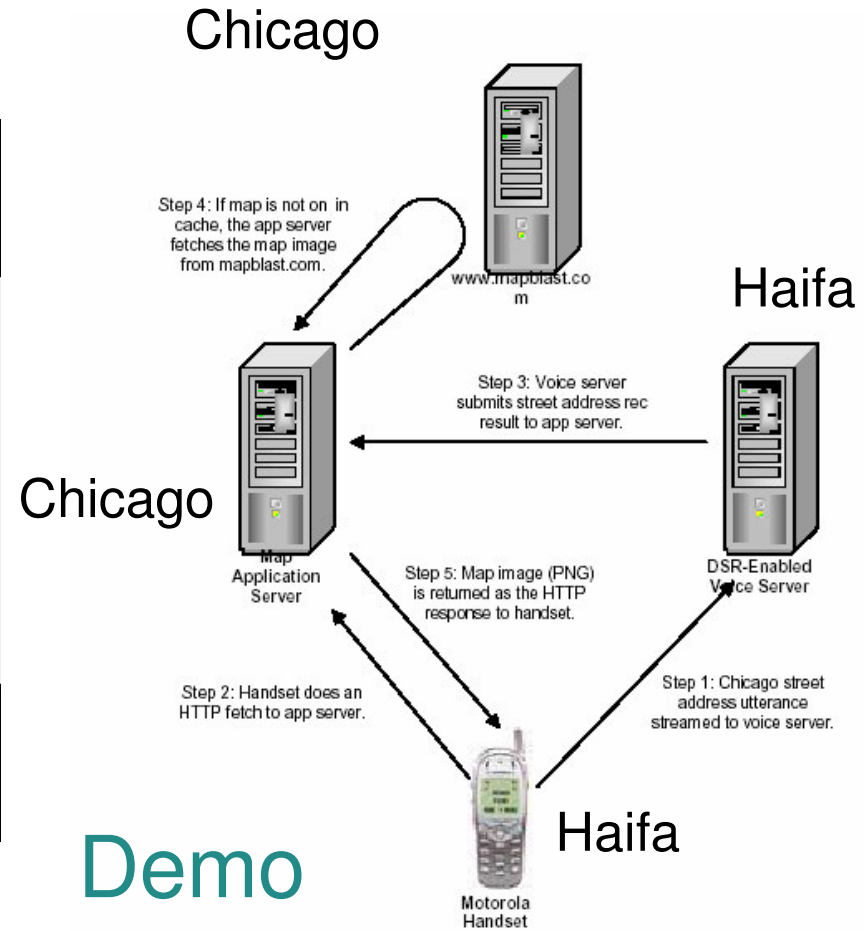 Chicago
Step 4: If map is not on in
cache, the app server
fetches the map image
from mapblast.com.
www.mapblast.co
m
Haifa
Step 3: Voice server
submits street address rec
result to app server.
Chicago
Map
Application
Server
DSR-Enabled
Voice Server
Step 5: Map image (PNG)
is returned as the HTTP
response to handset.
Step 2: Handset does an
HTTP fetch to app server.
Step 1: Chicago street
address utterance
streamed to voice server.
Haifa
Demo
Motorola
Handset